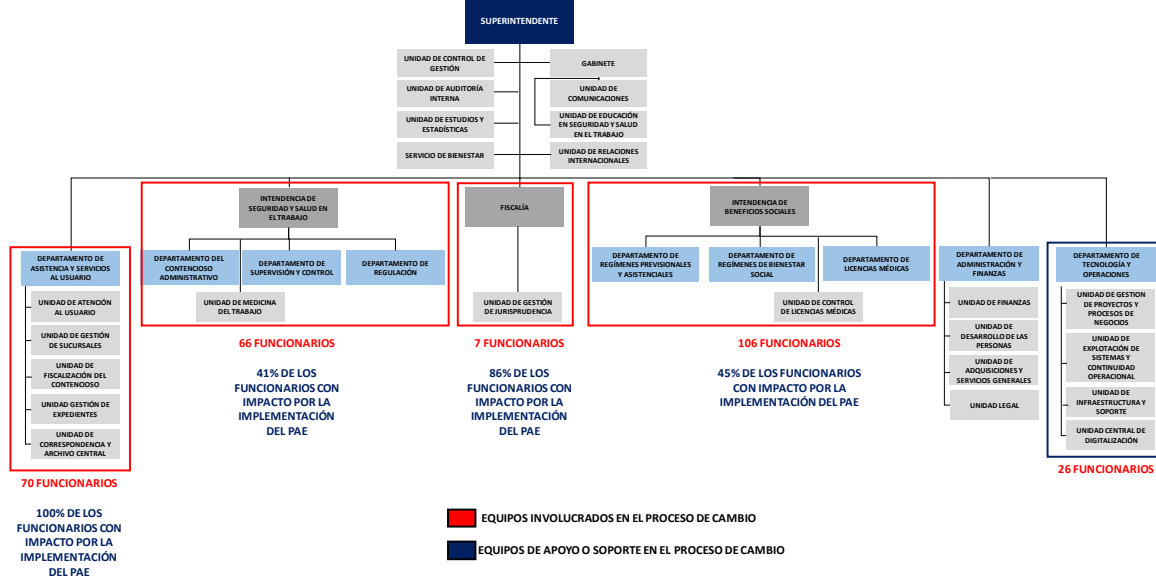 SUPERINTENDENTE
UNIDAD DE CONTROL DE
GESTIÓN
GABINETE
UNIDAD DE AUDITORÍA
INTERNA
UNIDAD DE
COMUNICACIONES
UNIDAD DE ESTUDIOS Y
ESTADÍSTICAS
UNIDAD DE EDUCACIÓN
EN SEGURIDAD Y SALUD
EN EL TRABAJO
SERVICIO DE BIENESTAR
UNIDAD DE RELACIONES
INTERNACIONALES
INTENDENCIA DE
SEGURIDAD Y SALUD EN
EL TRABAJO
FISCALÍA
INTENDENCIA DE
BENEFICIOS SOCIALES
DEPARTAMENTO DE
ASISTENCIA Y SERVICIOS
AL USUARIO
DEPARTAMENTO DEL
CONTENCIOSO
ADMINISTRATIVO
DEPARTAMENTO DE
SUPERVISIÓN Y CONTROL
DEPARTAMENTO DE
REGULACIÓN
DEPARTAMENTO DE
REGÍMENES PREVISIONALES
Y ASISTENCIALES
DEPARTAMENTO DE
REGÍMENES DE BIENESTAR
SOCIAL
DEPARTAMENTO DE
LICENCIAS MÉDICAS
DEPARTAMENTO DE
ADMINISTRACIÓN Y
FINANZAS
DEPARTAMENTO DE
TECNOLOGÍA Y
OPERACIONES
UNIDAD DE ATENCIÓN
AL USUARIO
UNIDAD DE GESTIÓN
DE SUCURSALES
UNIDAD DE
FISCALIZACIÓN DEL
CONTENCIOSO
UNIDAD GESTIÓN DE
EXPEDIENTES
UNIDAD DE
CORRESPONDENCIA Y
ARCHIVO CENTRAL
UNIDAD DE MEDICINA
DEL TRABAJO
UNIDAD DE GESTIÓN
DE JURISPRUDENCIA
UNIDAD DE CONTROL
DE LICENCIAS MÉDICAS
UNIDAD DE FINANZAS
UNIDAD DE
DESARROLLO DE LAS
PERSONAS
UNIDAD DE
ADQUISICIONES Y
SERVICIOS GENERALES
UNIDAD LEGAL
UNIDAD DE GESTION
DE PROYECTOS Y
PROCESOS DE
NEGOCIOS
UNIDAD DE
EXPLOTACIÓN DE
SISTEMAS Y
CONTINUIDAD
OPERACIONAL
UNIDAD DE
INFRAESTRUCTURA Y
SOPORTE
UNIDAD CENTRAL DE
DIGITALIZACIÓN
66 FUNCIONARIOS
41% DE LOS
FUNCIONARIOS CON
IMPACTO POR LA
IMPLEMENTACIÓN
DEL PAE
7 FUNCIONARIOS
86% DE LOS
FUNCIONARIOS CON
IMPACTO POR LA
IMPLEMENTACIÓN
DEL PAE
106 FUNCIONARIOS
45% DE LOS FUNCIONARIOS
CON IMPACTO POR LA
IMPLEMENTACIÓN DEL PAE
26 FUNCIONARIOS
70 FUNCIONARIOS
100% DE LOS
FUNCIONARIOS CON
IMPACTO POR LA
IMPLEMENTACIÓN
DEL PAE
EQUIPOS INVOLUCRADOS EN EL PROCESO DE CAMBIO
EQUIPOS DE APOYO O SOPORTE EN EL PROCESO DE CAMBIO